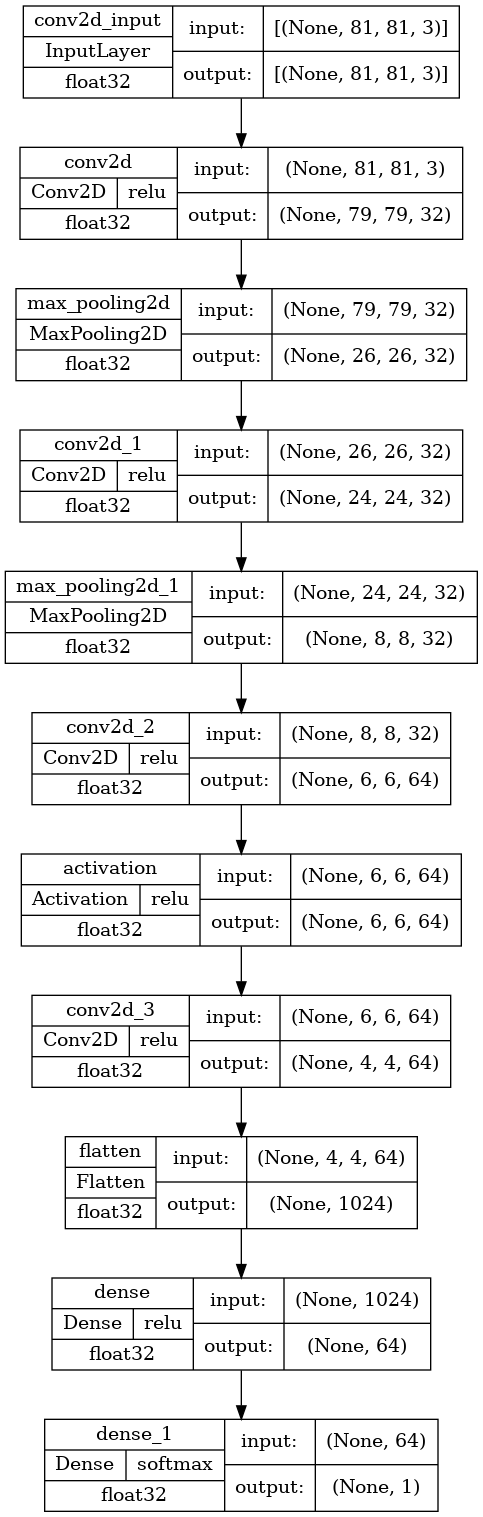 conv2d_input
InputLayer
float32
input: [(None, 81, 81, 3)]
output: [(None, 81, 81, 3)]
conv2d
Conv2D relu
float32
input: (None, 81, 81, 3)
output: (None, 79, 79, 32)
max_pooling2d
MaxPooling2D
float32
input: (None, 79, 79, 32)
output: (None, 26, 26, 32)
conv2d_1
Conv2D relu
float32
input: (None, 26, 26, 32)
output: (None, 24, 24, 32)
max_pooling2d_1
MaxPooling2D
float32
input: (None, 24, 24, 32)
output: (None, 8, 8, 32)
conv2d_2
Conv2D relu
float32
input: (None, 8, 8, 32)
output: (None, 6, 6, 64)
activation
Activation relu
float32
input: (None, 6, 6, 64)
output: (None, 6, 6, 64)
conv2d_3
Conv2D relu
float32
input: (None, 6, 6, 64)
output: (None, 4, 4, 64)
flatten
Flatten
float32
input: (None, 4, 4, 64)
output: (None, 1024)
dense
Dense relu
float32
input: (None, 1024)
output: (None, 64)
dense_1
Dense softmax
float32
input: (None, 64)
output: (None, 1)